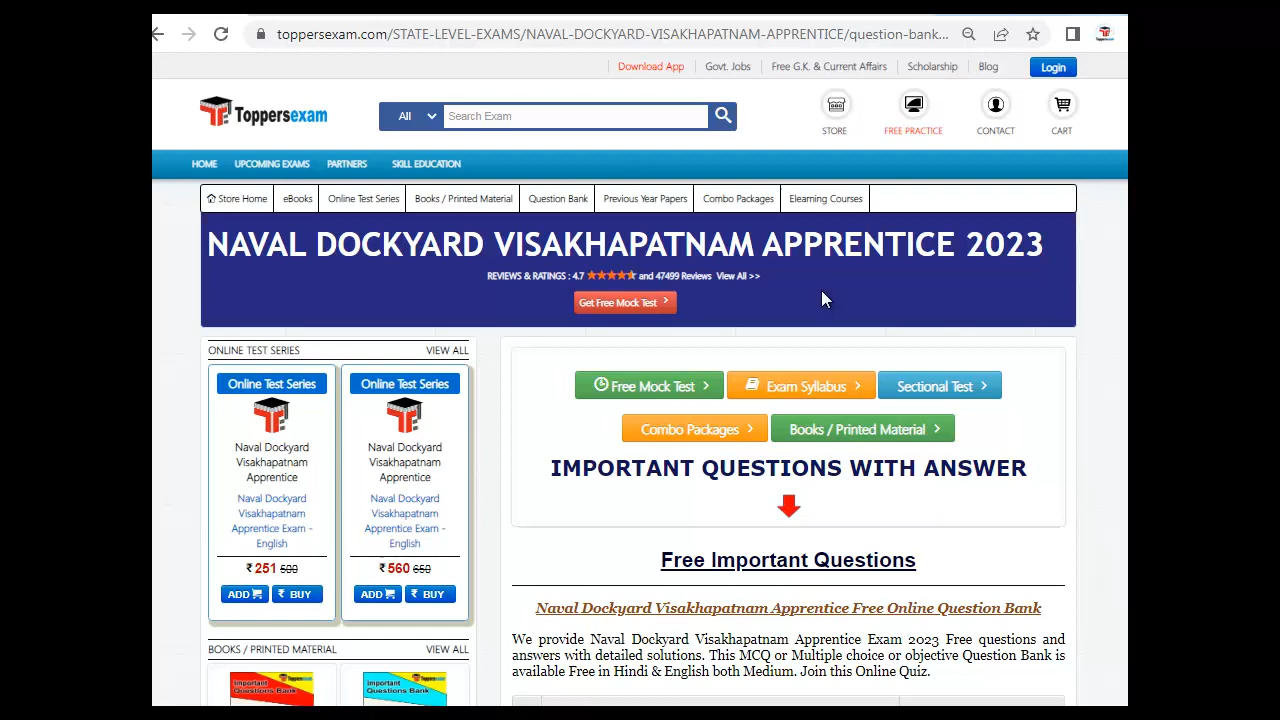 toppersexam.com/STATE-LEVEL-EXAMS/NAVAL-DOCKYARD-VISAKHAPATNAM-APPRENTICE/question-bank...
Download App Govt. Jobs Free G.K. & Current Affairs Scholarship Blog Login
Toppersexam
All Search Exam
STORE FREE PRACTICE CONTACT CART
HOME UPCOMING EXAMS PARTNERS SKILL EDUCATION
Store Home eBooks Online Test Series Books / Printed Material Question Bank Previous Year Papers Combo Packages Elearning Courses
NAVAL DOCKYARD VISAKHAPATNAM APPRENTICE 2023
REVIEWS & RATINGS : 4.7 and 47499 Reviews View All >>
Get Free Mock Test
ONLINE TEST SERIES VIEW ALL
Online Test Series
Naval Dockyard
Visakhapatnam
Apprentice
Naval Dockyard
Visakhapatnam
Apprentice Exam -
English
₹ 251 500
ADD ₹ BUY
Online Test Series
Naval Dockyard
Visakhapatnam
Apprentice
Naval Dockyard
Visakhapatnam
Apprentice Exam -
English
₹ 560 650
ADD ₹ BUY
BOOKS / PRINTED MATERIAL VIEW ALL
Toppersexam
Important
Questions Bank
Toppersexam
Important
Questions Bank
Free Mock Test Exam Syllabus Sectional Test
Combo Packages Books / Printed Material
IMPORTANT QUESTIONS WITH ANSWER
Free Important Questions
Naval Dockyard Visakhapatnam Apprentice Free Online Question Bank
We provide Naval Dockyard Visakhapatnam Apprentice Exam 2023 Free questions and
answers with detailed solutions. This MCQ or Multiple choice or objective Question Bank is
available Free in Hindi & English both Medium. Join this Online Quiz.